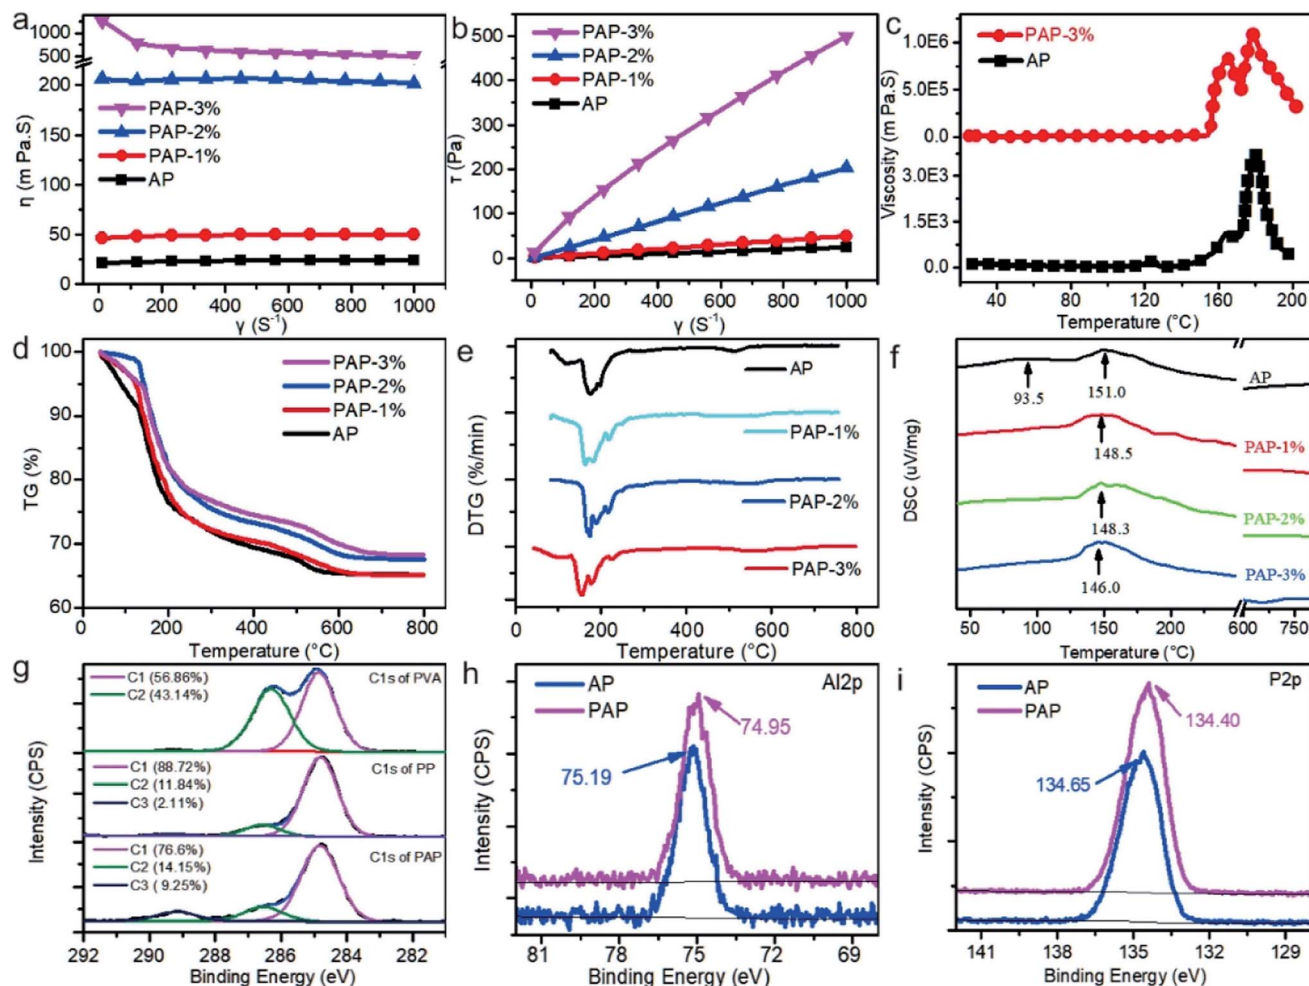 a
η (m Pa.S)
1000
500
200
150
100
50
0
PAP-3%
PAP-2%
PAP-1%
AP
0 200 400 600 800 1000
γ (S⁻¹)
b
τ (Pa)
500
400
300
200
100
0
PAP-3%
PAP-2%
PAP-1%
AP
0 200 400 600 800 1000
γ (S⁻¹)
c
Viscosity (m Pa.S)
PAP-3%
AP
1.0E6
5.0E5
0.0
3.0E3
1.5E3
0.0
40 80 120 160 200
Temperature (°C)
d
TG (%)
100
90
80
70
60
PAP-3%
PAP-2%
PAP-1%
AP
0 200 400 600 800
Temperature (°C)
e
DTG (%/min)
AP
PAP-1%
PAP-2%
PAP-3%
0 200 400 600 800
Temperature (°C)
f
DSC (uV/mg)
AP
93.5
151.0
PAP-1%
148.5
PAP-2%
148.3
PAP-3%
146.0
50 100 150 200 600 750
Temperature (°C)
g
Intensity (CPS)
C1 (56.86%)
C2 (43.14%)
C1s of PVA
C1 (88.72%)
C2 (11.84%)
C3 (2.11%)
C1s of PP
C1 (76.6%)
C2 (14.15%)
C3 ( 9.25%)
C1s of PAP
292 290 288 286 284 282
Binding Energy (eV)
h
Intensity (CPS)
AP
PAP
Al2p
74.95
75.19
81 78 75 72 69
Binding Energy (eV)
i
Intensity (CPS)
AP
PAP
P2p
134.40
134.65
141 138 135 132 129
Binding Energy (eV)